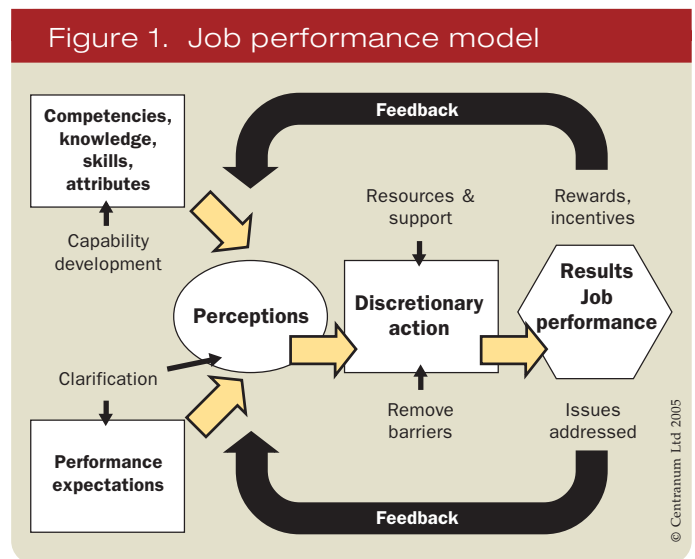 Figure 1. Job performance model
Feedback
Competencies,
knowledge,
skills,
attributes
Capability
development
Resources &
support
Rewards,
incentives
Perceptions
Discretionary
action
Results
Job
performance
Clarification
Remove
barriers
Issues
addressed
Performance
expectations
Feedback
© Centranum Ltd 2005